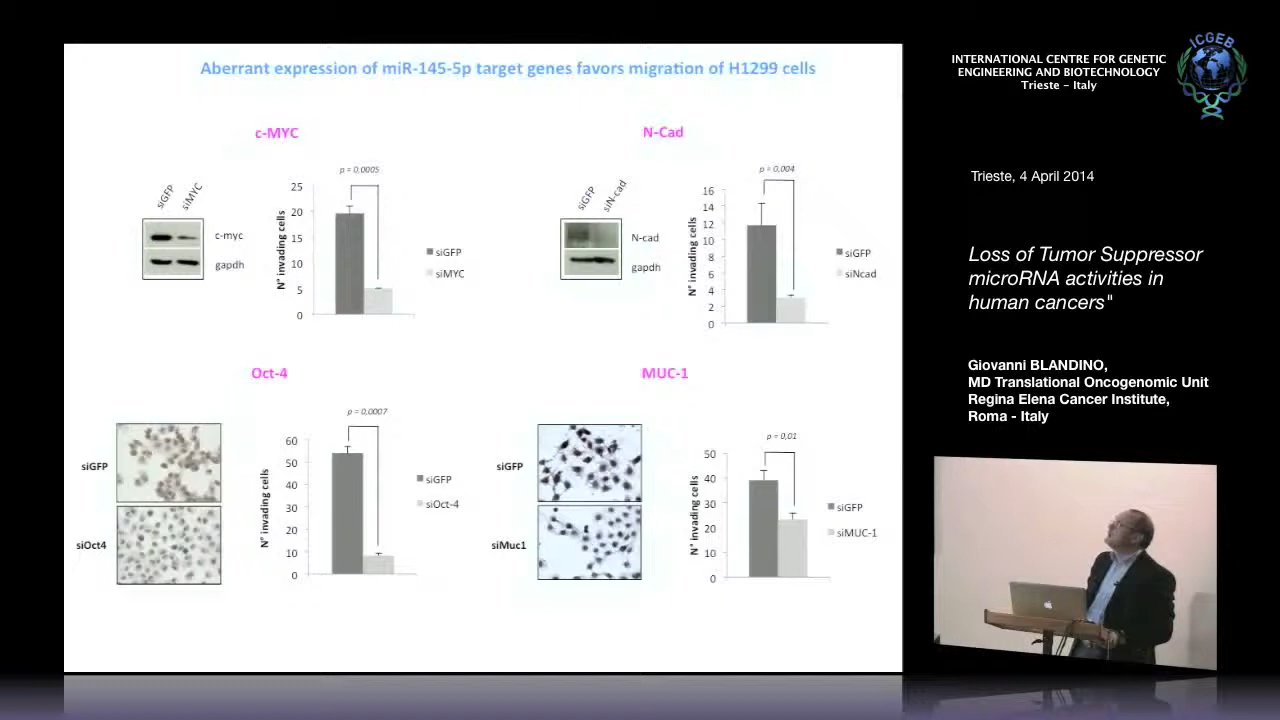 Aberrant expression of miR-145-5p target genes favors migration of H1299 cells
c-MYC
siGFP
siMYC
c-myc
gapdh
p = 0,0005
N° invading cells
25
20
15
10
5
0
siGFP
siMYC
N-Cad
siGFP
siN-cad
N-cad
gapdh
p = 0,004
N° invading cells
16
14
12
10
8
6
4
2
0
siGFP
siNcad
Oct-4
siGFP
siOct4
p = 0,0007
N° invading cells
60
50
40
30
20
10
0
siGFP
siOct-4
MUC-1
siGFP
siMuc1
p = 0,01
N° invading cells
50
40
30
20
10
0
siGFP
siMUC-1
INTERNATIONAL CENTRE FOR GENETIC
ENGINEERING AND BIOTECHNOLOGY
Trieste - Italy
ICGEB
Trieste, 4 April 2014
Loss of Tumor Suppressor
microRNA activities in
human cancers"
Giovanni BLANDINO,
MD Translational Oncogenomic Unit
Regina Elena Cancer Institute,
Roma - Italy